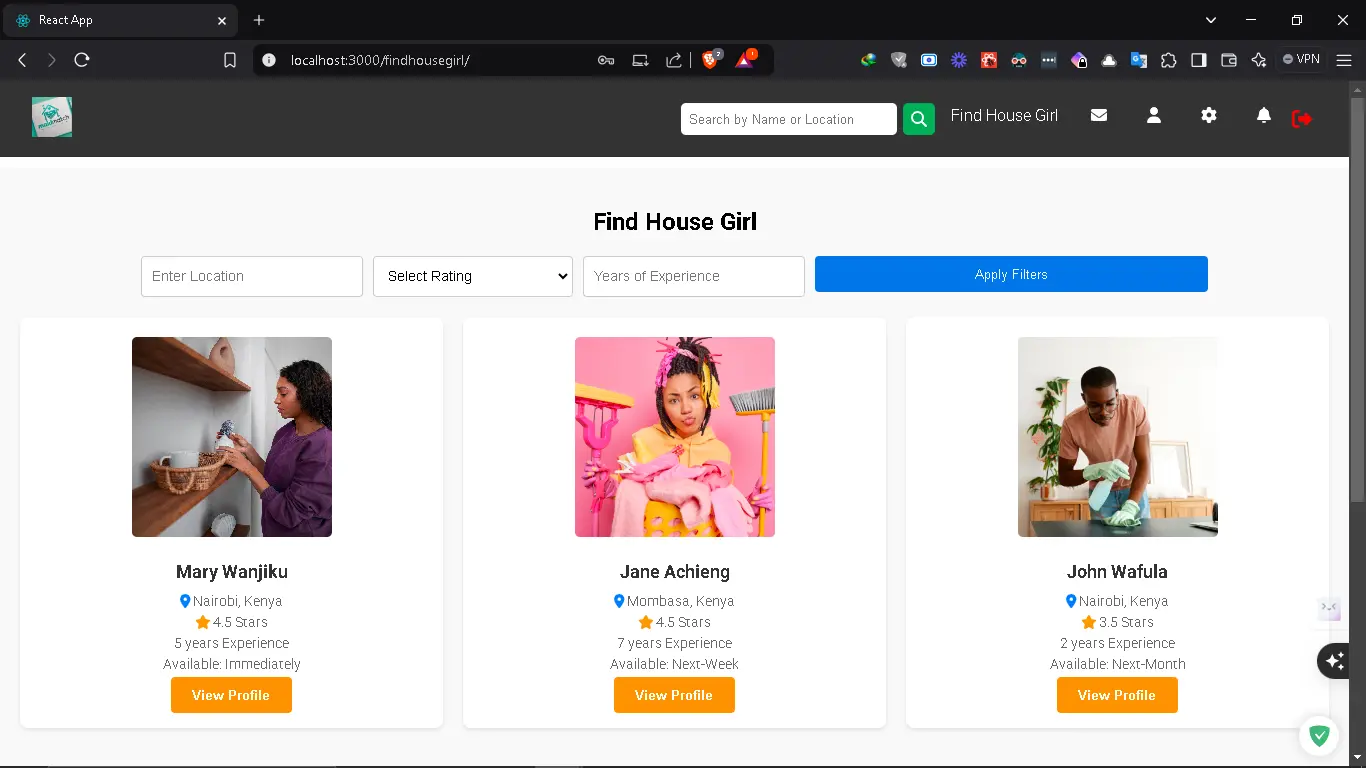 React App
localhost:3000/findhousegirl/
2
1
VPN
maidmatch
Search by Name or Location
Find House Girl
Find House Girl
Enter Location
Select Rating
Years of Experience
Apply Filters
Mary Wanjiku
Nairobi, Kenya
4.5 Stars
5 years Experience
Available: Immediately
View Profile
Jane Achieng
Mombasa, Kenya
4.5 Stars
7 years Experience
Available: Next-Week
View Profile
John Wafula
Nairobi, Kenya
3.5 Stars
2 years Experience
Available: Next-Month
View Profile